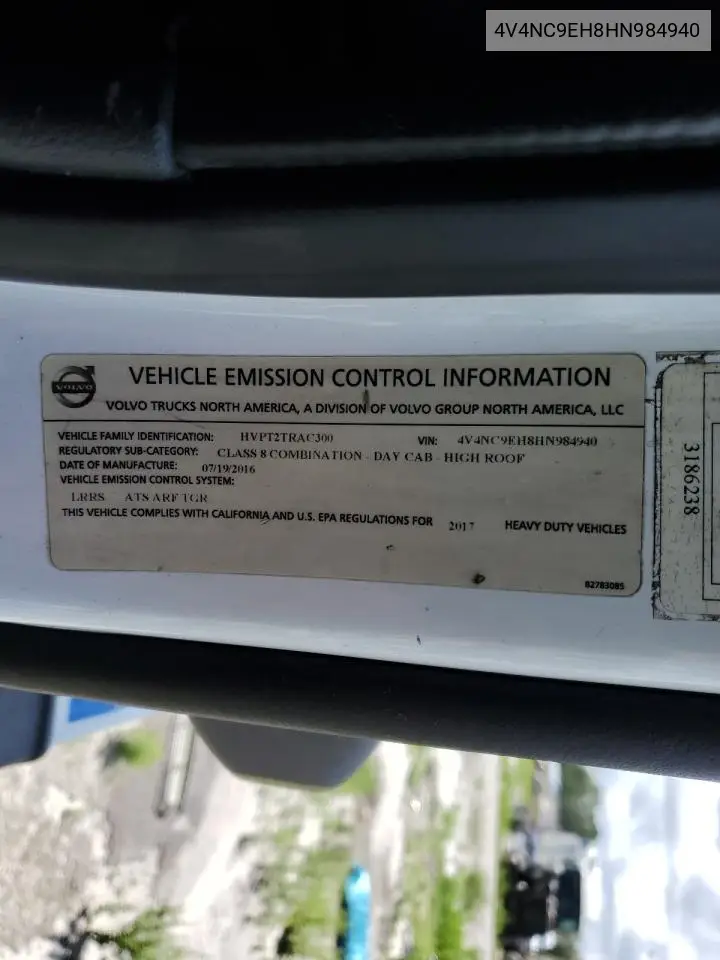 4V4NC9EH8HN984940
VOLVO
VEHICLE EMISSION CONTROL INFORMATION
VOLVO TRUCKS NORTH AMERICA, A DIVISION OF VOLVO GROUP NORTH AMERICA, LLC
VEHICLE FAMILY IDENTIFICATION: HVPT2TRAC300 VIN: 4V4NC9EH8HN984940
REGULATORY SUB-CATEGORY: CLASS 8 COMBINATION - DAY CAB - HIGH ROOF
DATE OF MANUFACTURE: 07/19/2016
VEHICLE EMISSION CONTROL SYSTEM:
LRRS ATS ARF TGR
THIS VEHICLE COMPLIES WITH CALIFORNIA AND U.S. EPA REGULATIONS FOR 2017 HEAVY DUTY VEHICLES
82783085
3186238